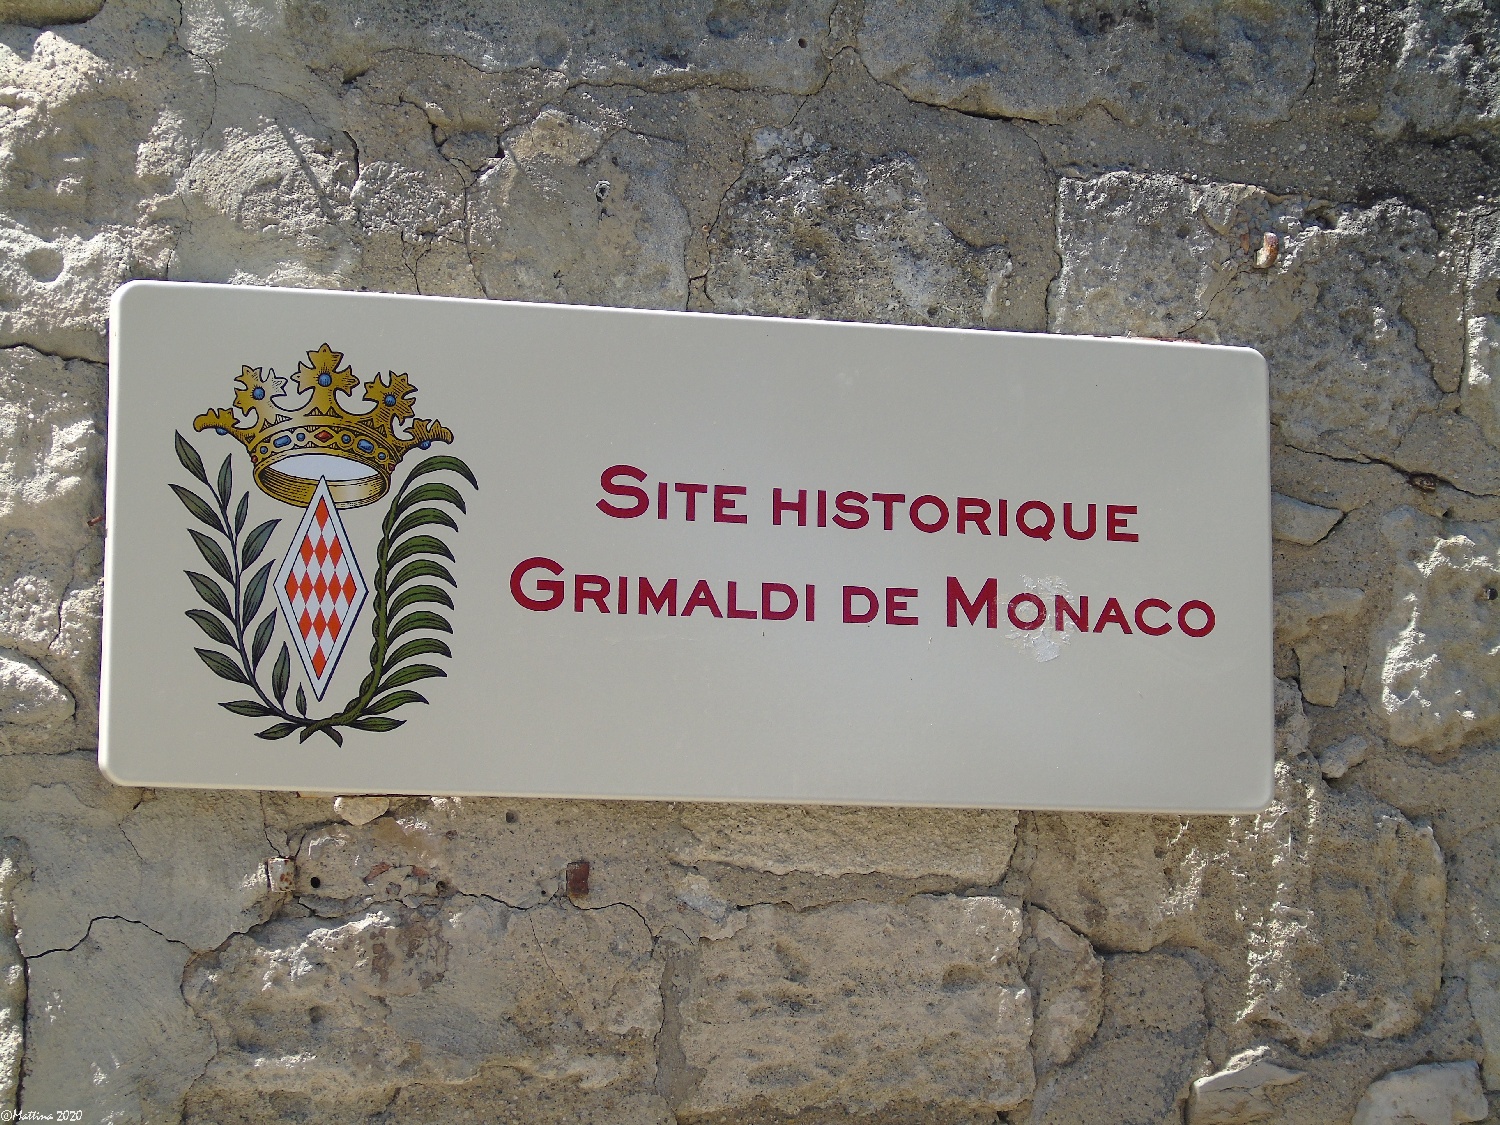 Site historique
Grimaldi de Monaco
©Mattina 2020